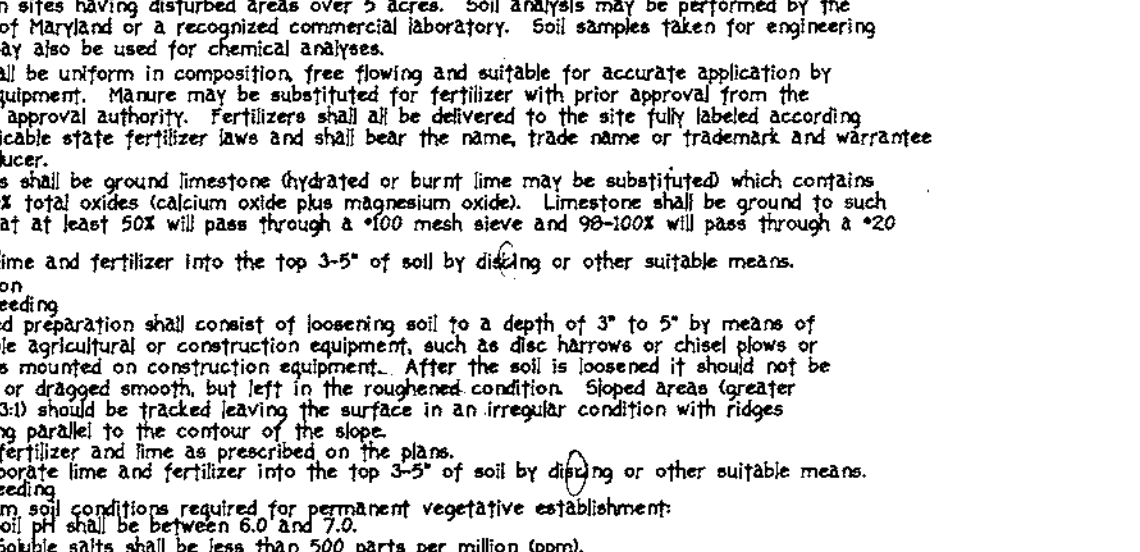 n sites having disturbed areas over 5 acres. Soil analysis may be performed by the
of Maryland or a recognized commercial laboratory. Soil samples taken for engineering
ay also be used for chemical analyses.
all be uniform in composition, free flowing and suitable for accurate application by
quipment. Manure may be substituted for fertilizer with prior approval from the
approval authority. Fertilizers shall all be delivered to the site fully labeled according
icable state fertilizer laws and shall bear the name, trade name or trademark and warrantee
ucer.
s shall be ground limestone (hydrated or burnt lime may be substituted) which contains
% total oxides (calcium oxide plus magnesium oxide). Limestone shall be ground to such
at at least 50% will pass through a #100 mesh sieve and 98-100% will pass through a #20
ime and fertilizer into the top 3-5" of soil by discing or other suitable means.
on
eeding
d preparation shall consist of loosening soil to a depth of 3" to 5" by means of
le agricultural or construction equipment, such as disc harrows or chisel plows or
s mounted on construction equipment. After the soil is loosened it should not be
or dragged smooth, but left in the roughened condition. Sloped areas (greater
3:1) should be tracked leaving the surface in an irregular condition with ridges
ng parallel to the contour of the slope.
fertilizer and lime as prescribed on the plans.
porate lime and fertilizer into the top 3-5" of soil by discing or other suitable means.
eeding
m soil conditions required for permanent vegetative establishment:
oil pH shall be between 6.0 and 7.0.
Soluble salts shall be less than 500 parts per million (ppm).